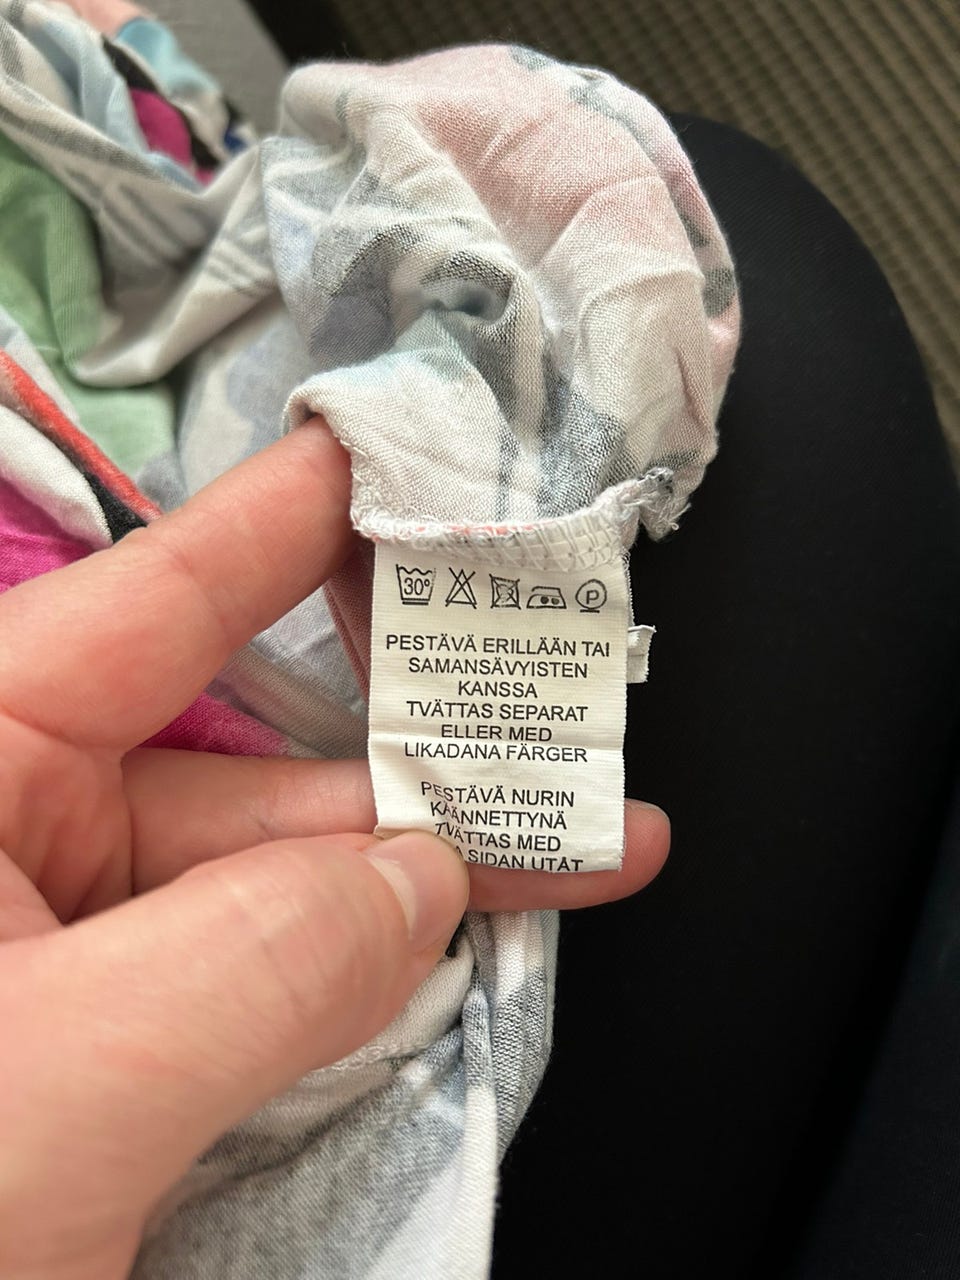 30°
P
PESTÄVÄ ERILLÄÄN TAI
SAMANSÄVYISTEN
KANSSA
TVÄTTAS SEPARAT
ELLER MED
LIKADANA FÄRGER
PESTÄVÄ NURIN
KÄÄNNETTYNÄ
TVÄTTAS MED
SIDAN UTÅT